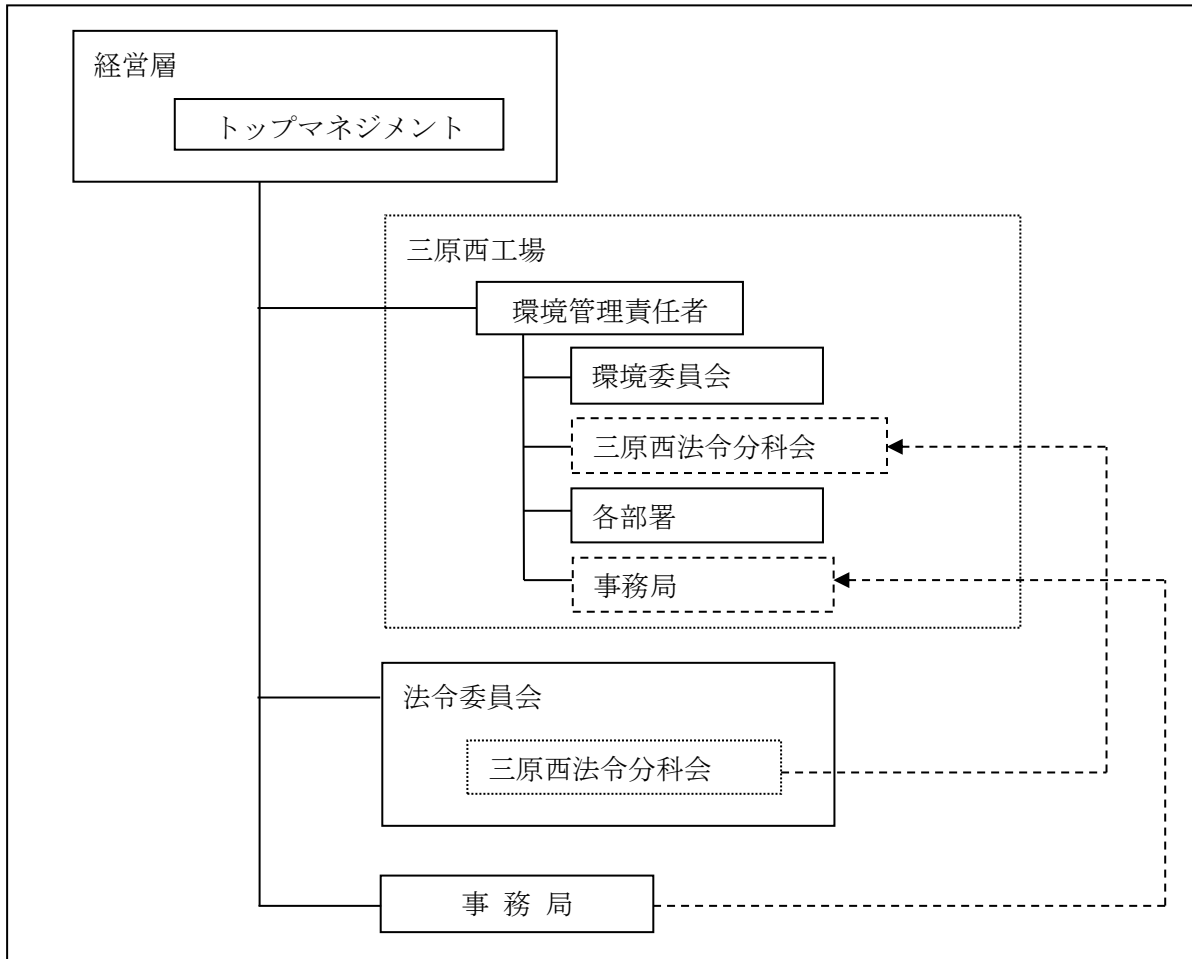 経営層
トップマネジメント
三原西工場
環境管理責任者
環境委員会
三原西法令分科会
各部署
事務局
法令委員会
三原西法令分科会
事 務 局